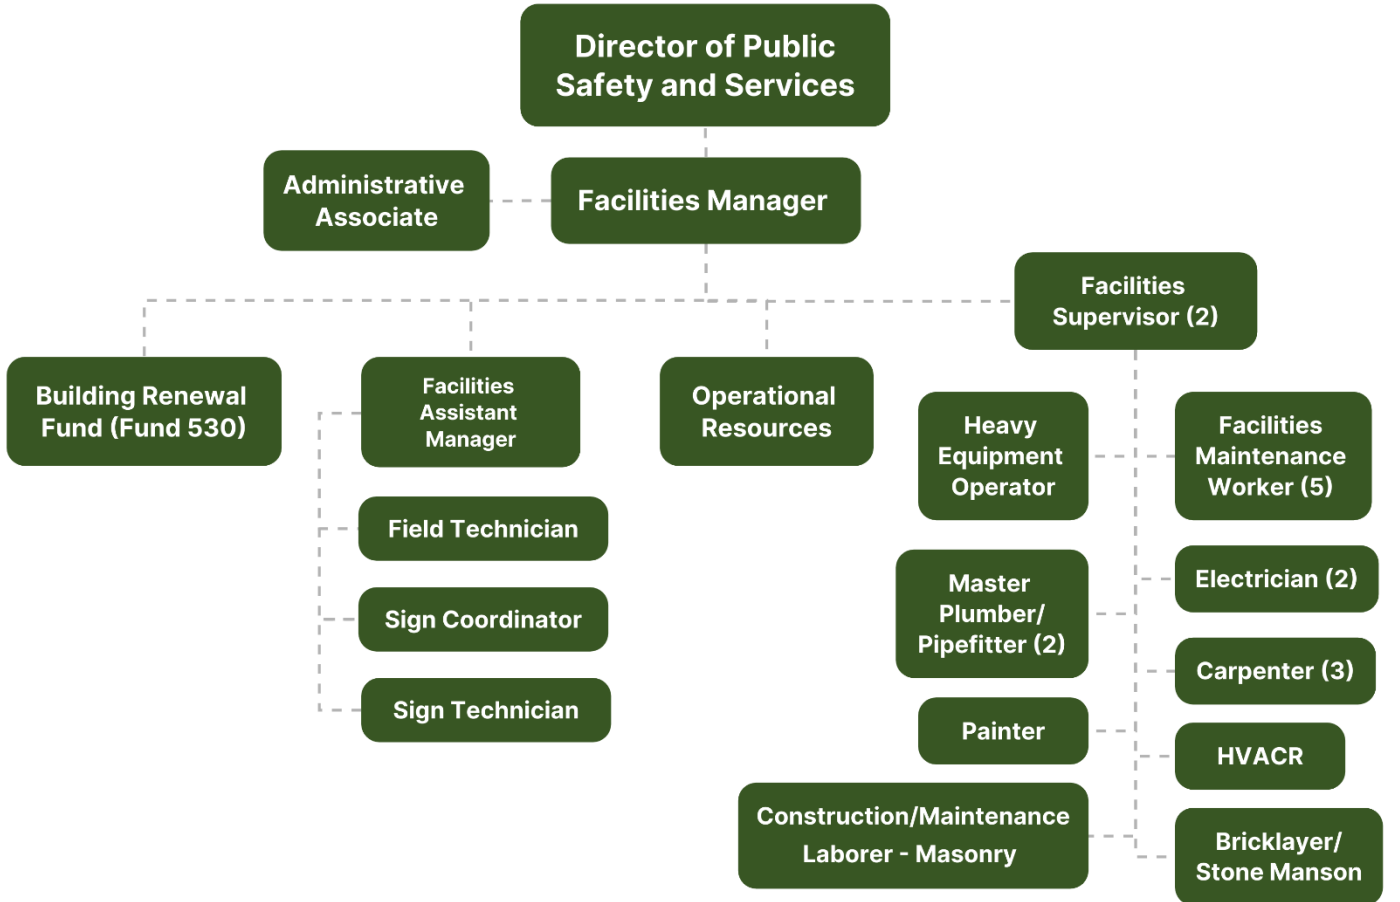 Director of Public
Safety and Services
Administrative
Associate
Facilities Manager
Facilities
Supervisor (2)
Building Renewal
Fund (Fund 530)
Facilities
Assistant
Manager
Operational
Resources
Field Technician
Sign Coordinator
Sign Technician
Heavy
Equipment
Operator
Facilities
Maintenance
Worker (5)
Master
Plumber/
Pipefitter (2)
Electrician (2)
Carpenter (3)
Painter
HVACR
Construction/Maintenance
Laborer - Masonry
Bricklayer/
Stone Manson